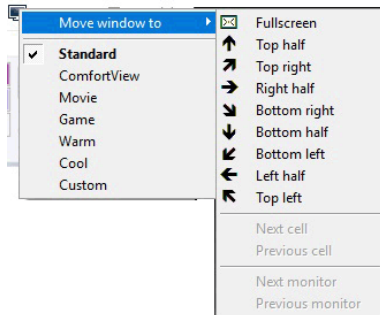 Move window to
Standard
ComfortView
Movie
Game
Warm
Cool
Custom
Fullscreen
Top half
Top right
Right half
Bottom right
Bottom half
Bottom left
Left half
Top left
Next cell
Previous cell
Next monitor
Previous monitor